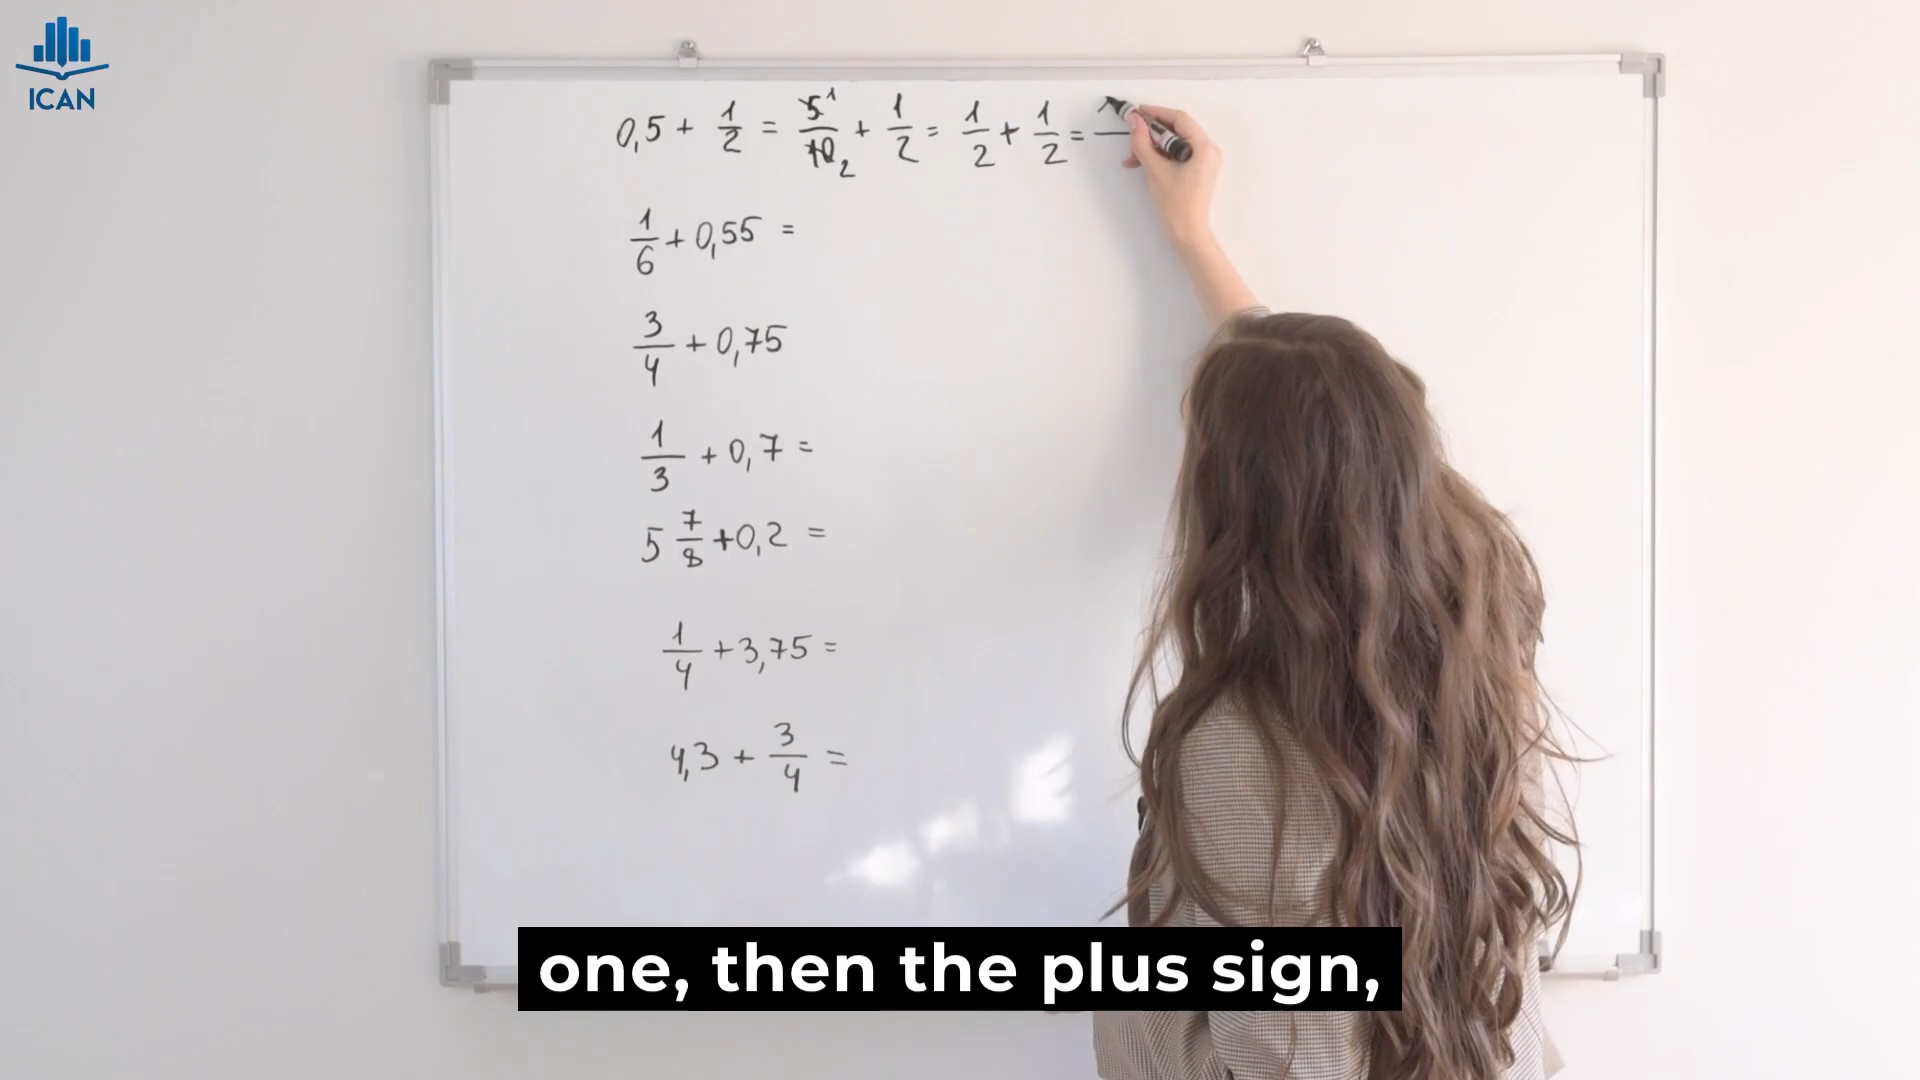 ICAN
0,5 + 1/2 = 5¹/10₂ + 1/2 = 1/2 + 1/2 =
1/6 + 0,55 =
3/4 + 0,75
1/3 + 0,7 =
5 7/8 + 0,2 =
1/4 + 3,75 =
4,3 + 3/4 =
one, then the plus sign,